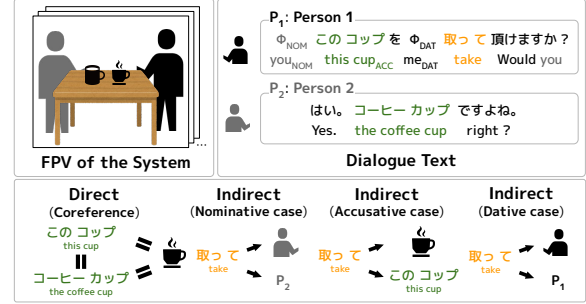 P1: Person 1
ΦNOM この コップ を ΦDAT 取っ て 頂けますか ?
youNOM this cupACC meDAT take Would you
P2: Person 2
はい。 コーヒー カップ ですよね。
Yes. the coffee cup right ?
...
FPV of the System
Dialogue Text
Direct
(Coreference)
この コップ
this cup
コーヒー カップ
the coffee cup
Indirect
(Nominative case)
取っ て
take
P2
Indirect
(Accusative case)
取っ て
take
この コップ
this cup
Indirect
(Dative case)
取っ て
take
P1